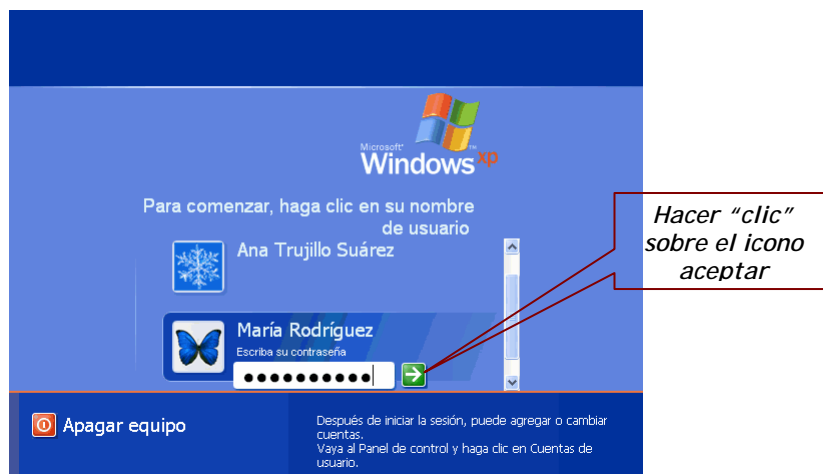 Microsoft
Windows xp
Para comenzar, haga clic en su nombre
de usuario
Ana Trujillo Suárez
María Rodríguez
Escriba su contraseña
Hacer “clic”
sobre el icono
aceptar
Apagar equipo
Después de iniciar la sesión, puede agregar o cambiar
cuentas.
Vaya al Panel de control y haga clic en Cuentas de
usuario.